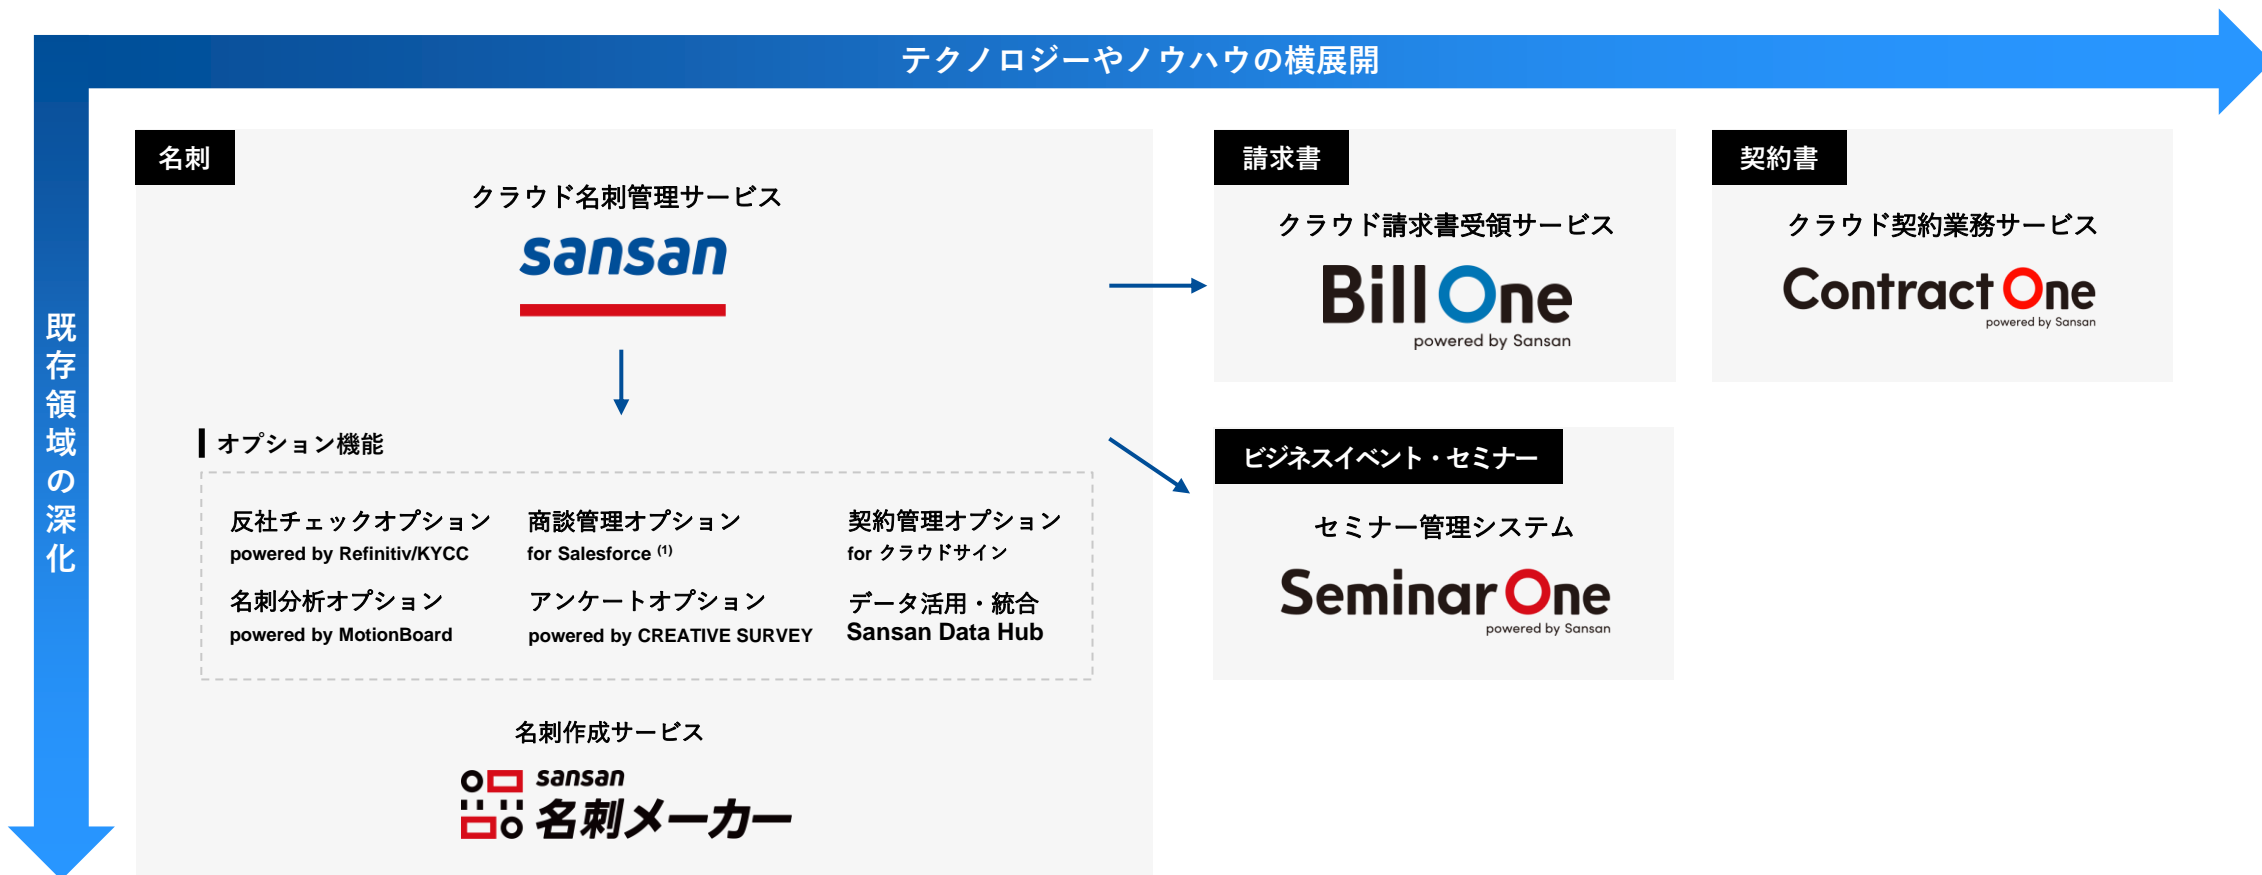 テクノロジーやノウハウの横展開
既存領域の深化
名刺
クラウド名刺管理サービス
sansan
オプション機能
反社チェックオプション
powered by Refinitiv/KYCC
商談管理オプション
for Salesforce (1)
契約管理オプション
for クラウドサイン
名刺分析オプション
powered by MotionBoard
アンケートオプション
powered by CREATIVE SURVEY
データ活用・統合
Sansan Data Hub
名刺作成サービス
sansan
名刺メーカー
請求書
クラウド請求書受領サービス
Bill One
powered by Sansan
契約書
クラウド契約業務サービス
Contract One
powered by Sansan
ビジネスイベント・セミナー
セミナー管理システム
Seminar One
powered by Sansan